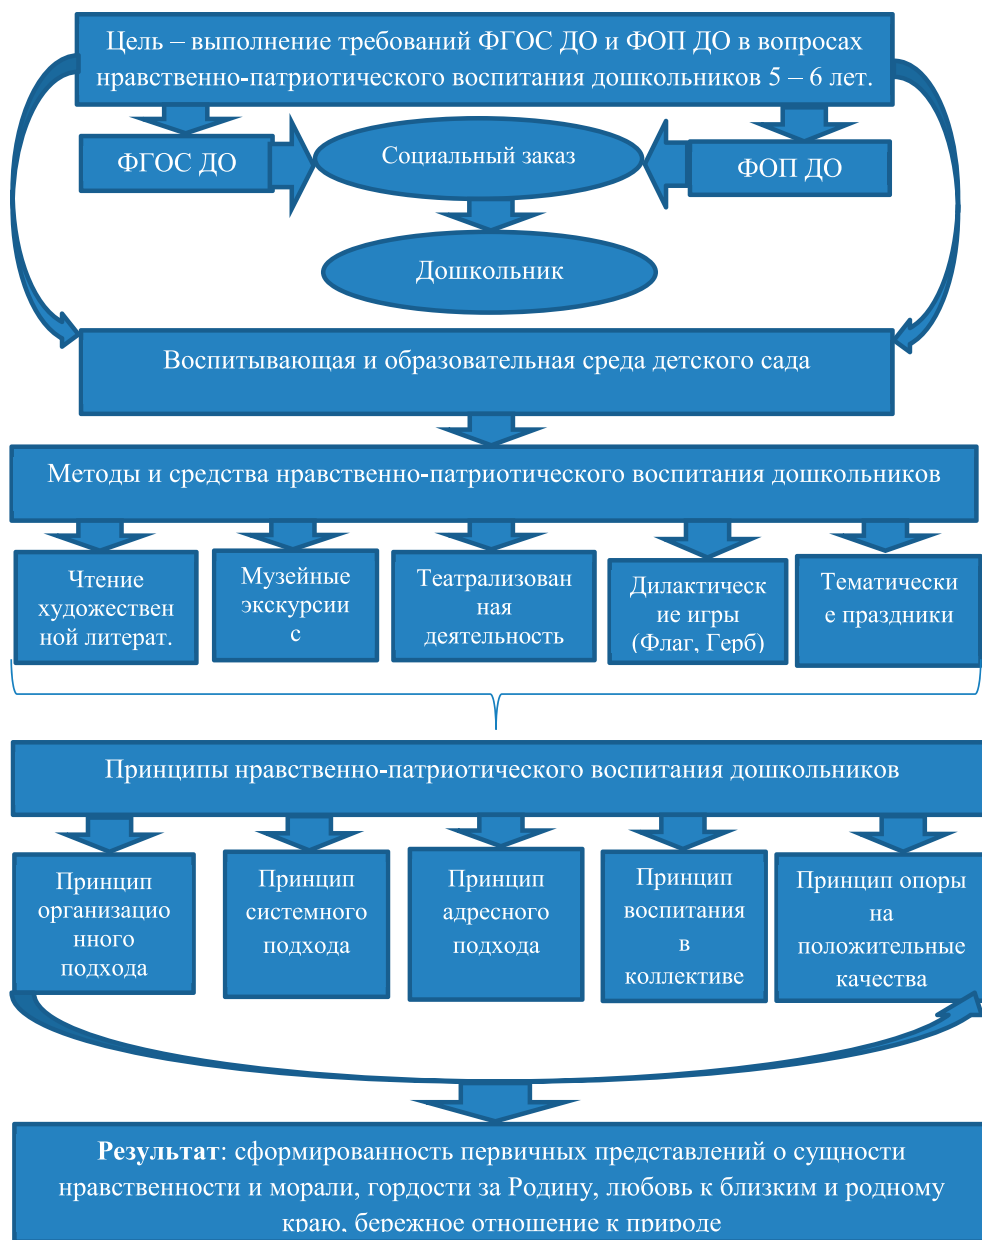 Цель – выполнение требований ФГОС ДО и ФОП ДО в вопросах
нравственно-патриотического воспитания дошкольников 5 – 6 лет.
ФГОС ДО
Социальный заказ
ФОП ДО
Дошкольник
Воспитывающая и образовательная среда детского сада
Методы и средства нравственно-патриотического воспитания дошкольников
Чтение
художествен
ной литерат.
Музейные
экскурсии
с
Театрализован
ная
деятельность
Дилактическ
ие игры
(Флаг, Герб)
Тематически
е праздники
Принципы нравственно-патриотического воспитания дошкольников
Принцип
организацио
нного
подхода
Принцип
системного
подхода
Принцип
адресного
подхода
Принцип
воспитания
в
коллективе
Принцип опоры
на
положительные
качества
Результат: сформированность первичных представлений о сущности
нравственности и морали, гордости за Родину, любовь к близким и родному
краю, бережное отношение к природе